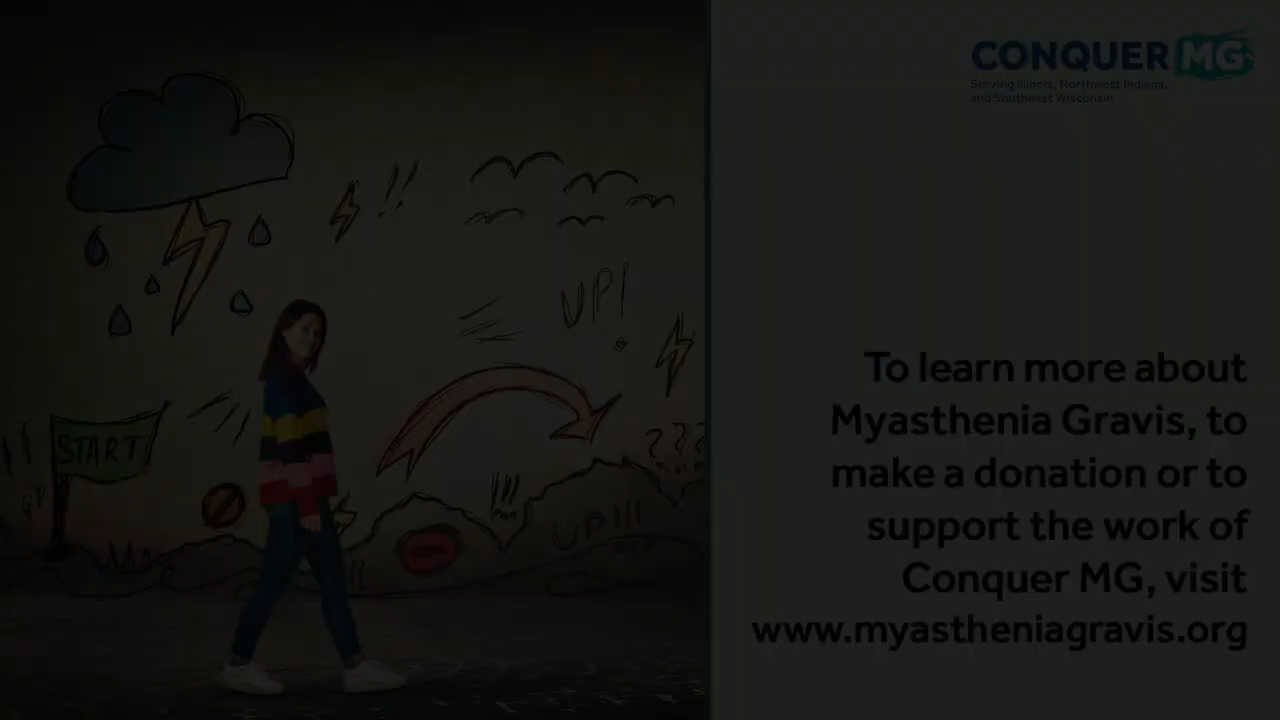 CONQUER MG
Serving Illinois, Northwest Indiana,
and Southeast Wisconsin
!!
UP!
START
???
!!!
UP!!!
To learn more about
Myasthenia Gravis, to
make a donation or to
support the work of
Conquer MG, visit
www.myastheniagravis.org